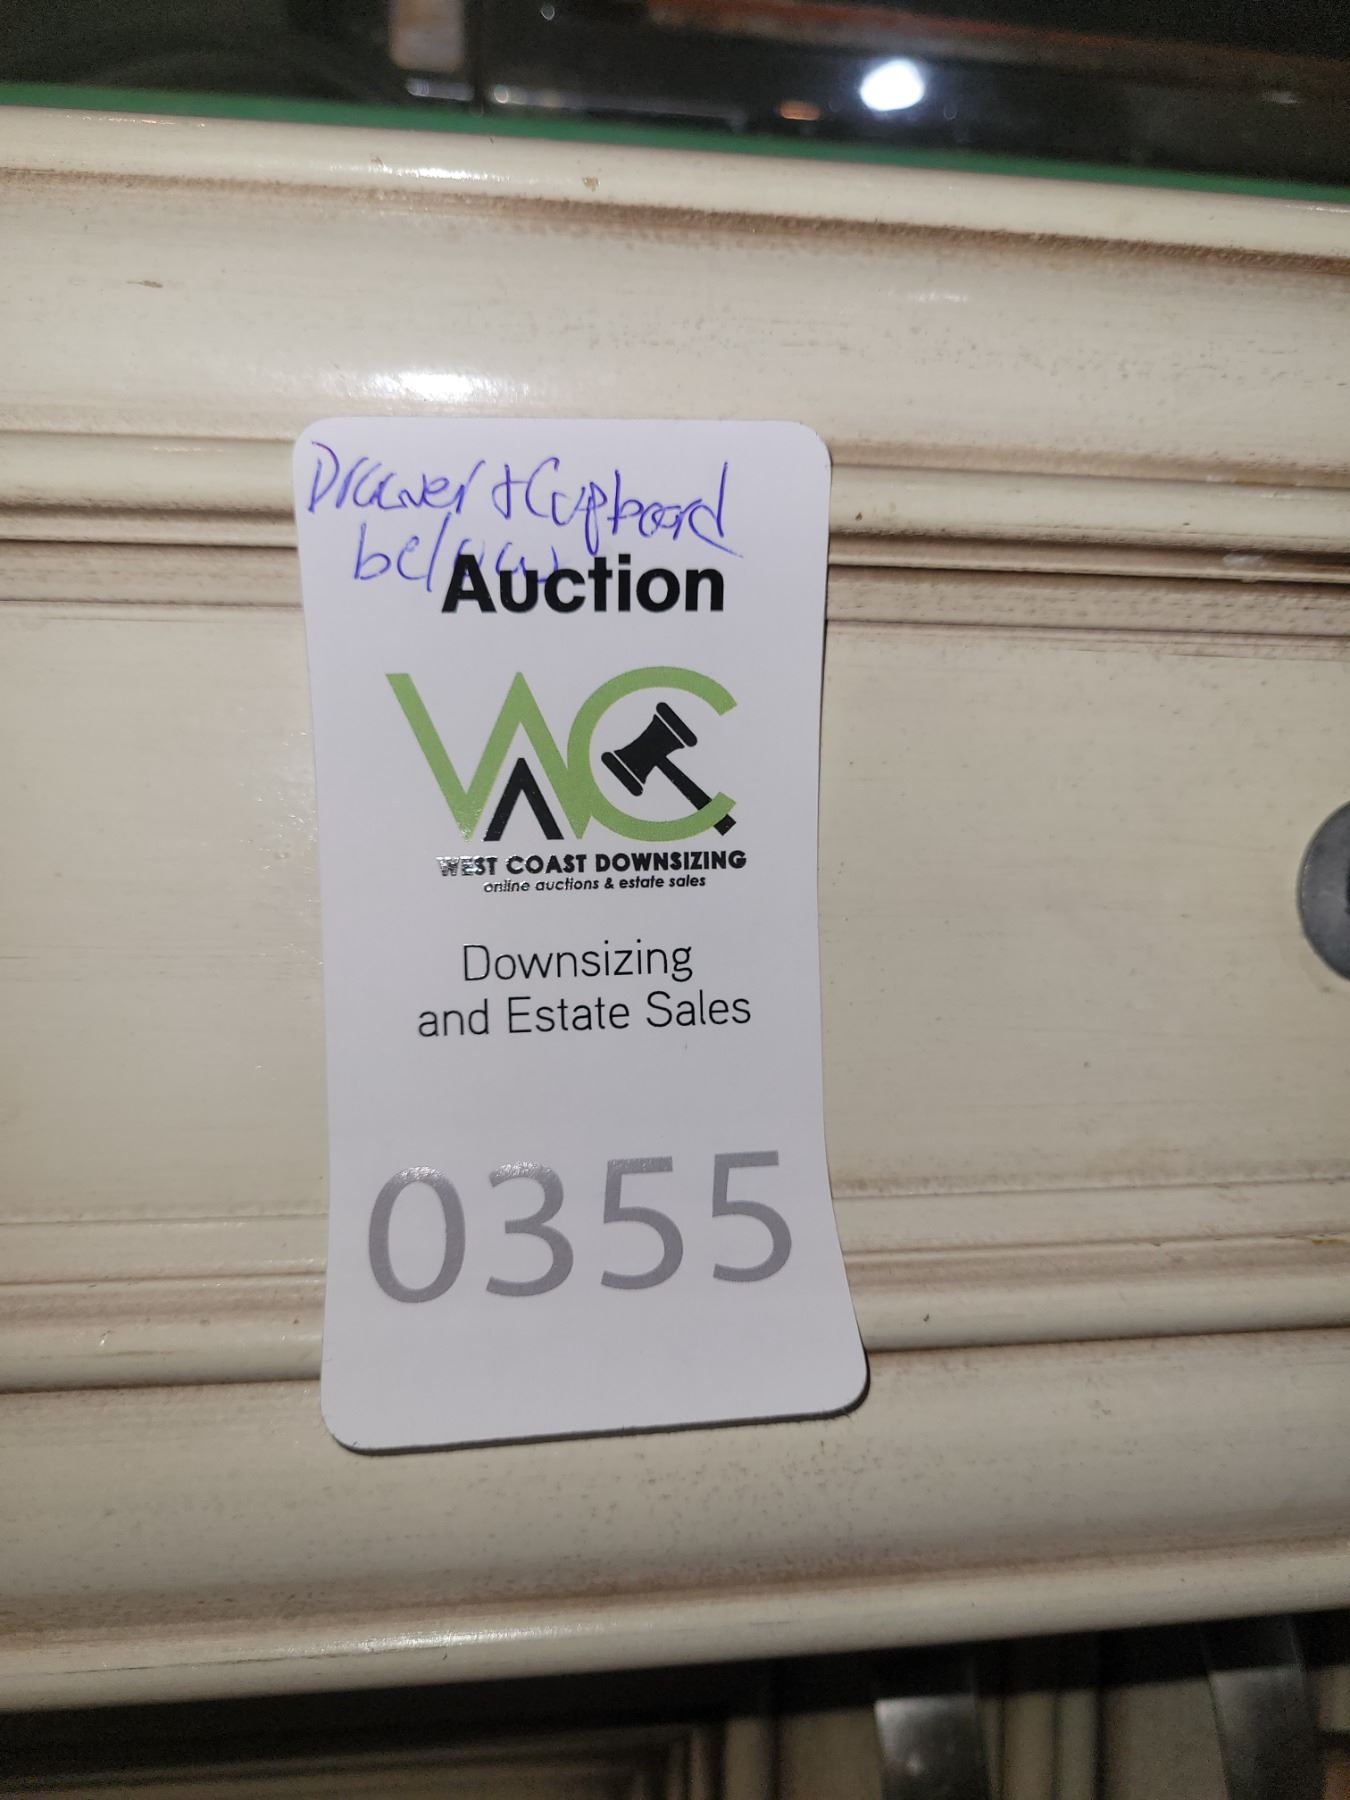 Drawer + Cupboard
below
Auction
WC
WEST COAST DOWNSIZING
online auctions & estate sales
Downsizing
and Estate Sales
0355